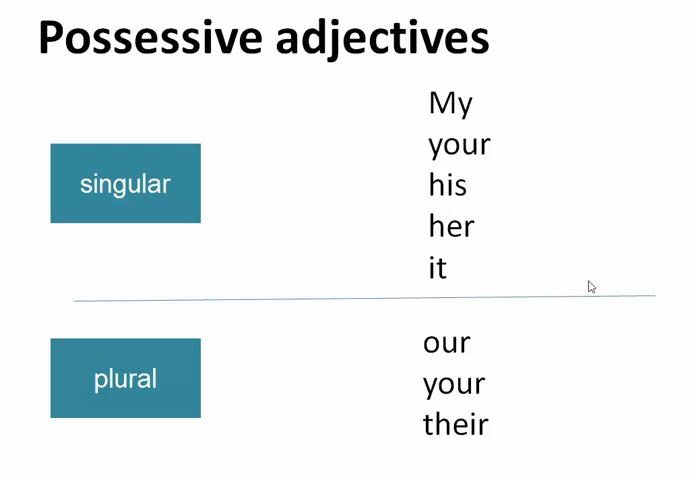 Possessive adjectives
singular
My
your
his
her
it
plural
our
your
their